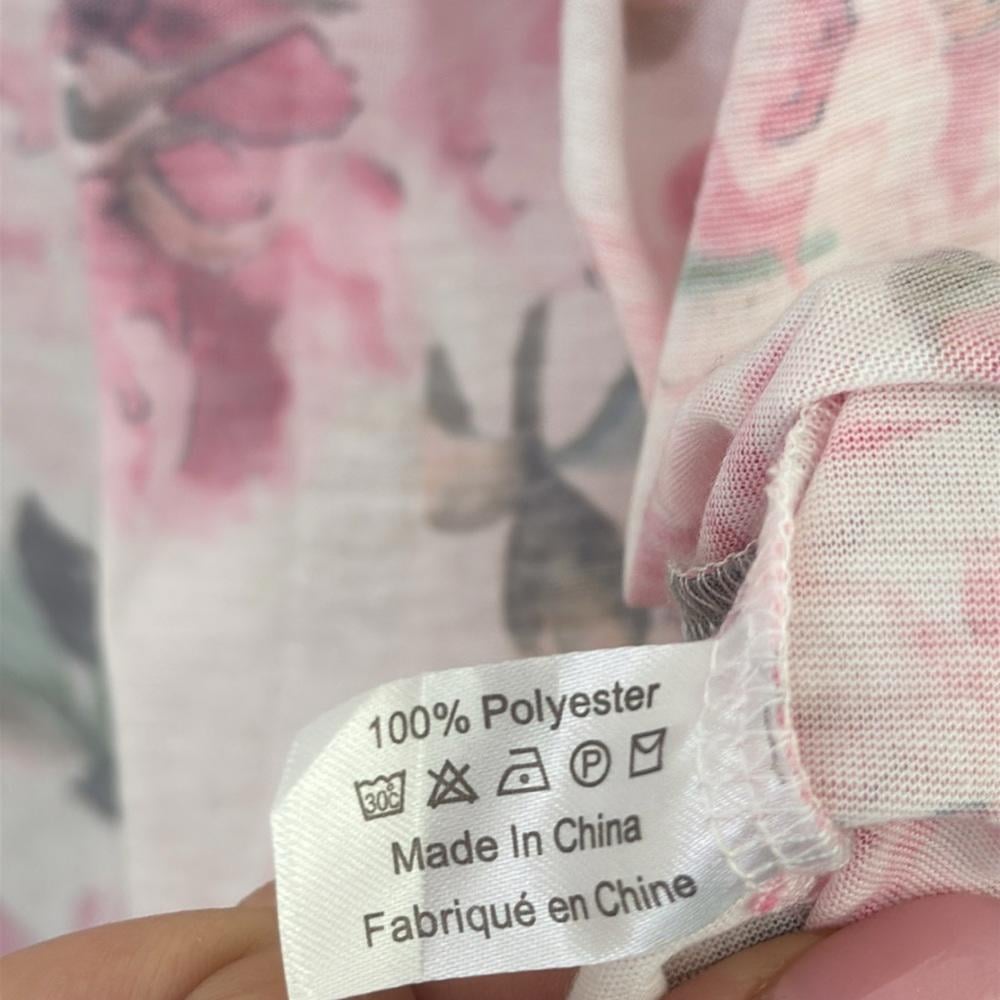 100% Polyester
30°C P
Made In China
Fabriqué en Chine